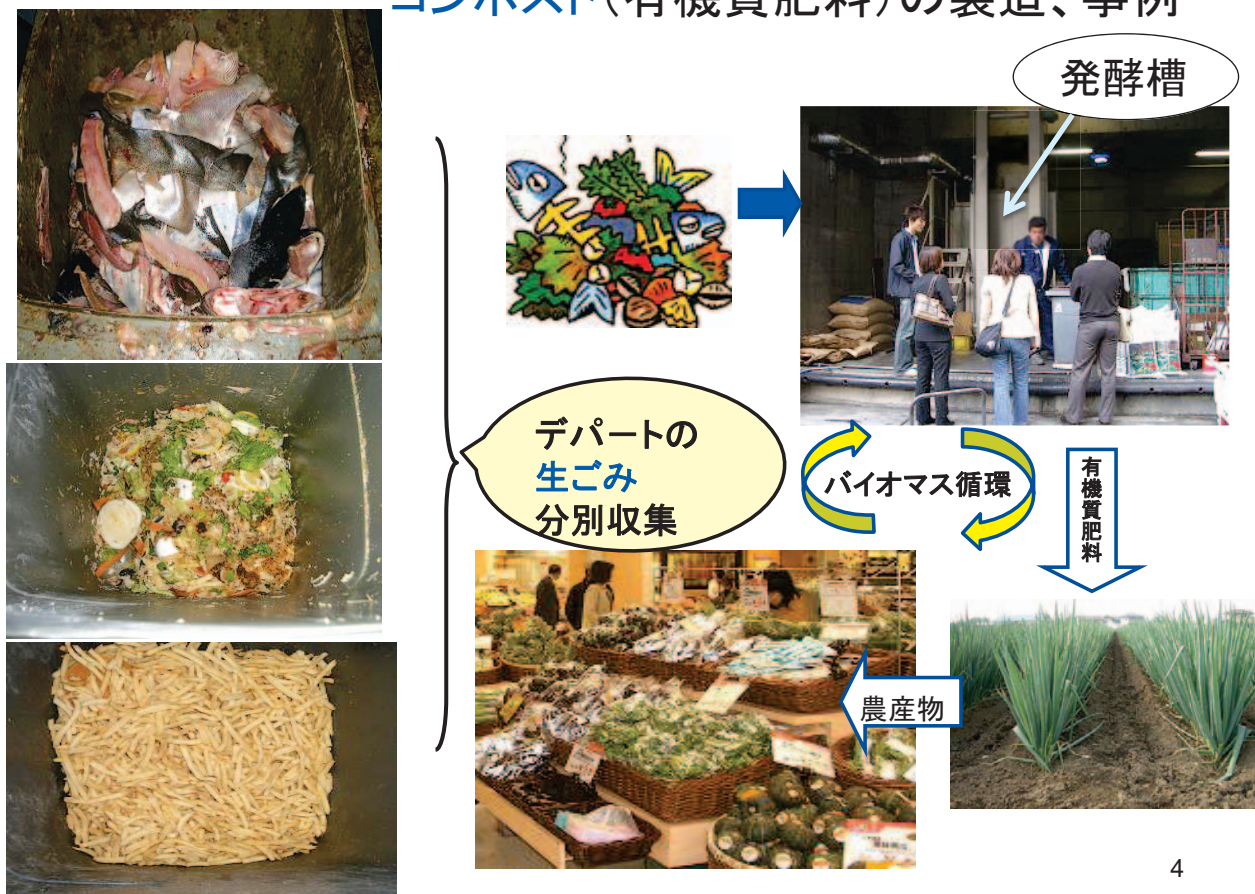 コンポスト(有機質肥料)の製造、事例
発酵槽
デパートの
生ごみ
分別収集
バイオマス循環
有機質肥料
農産物
4